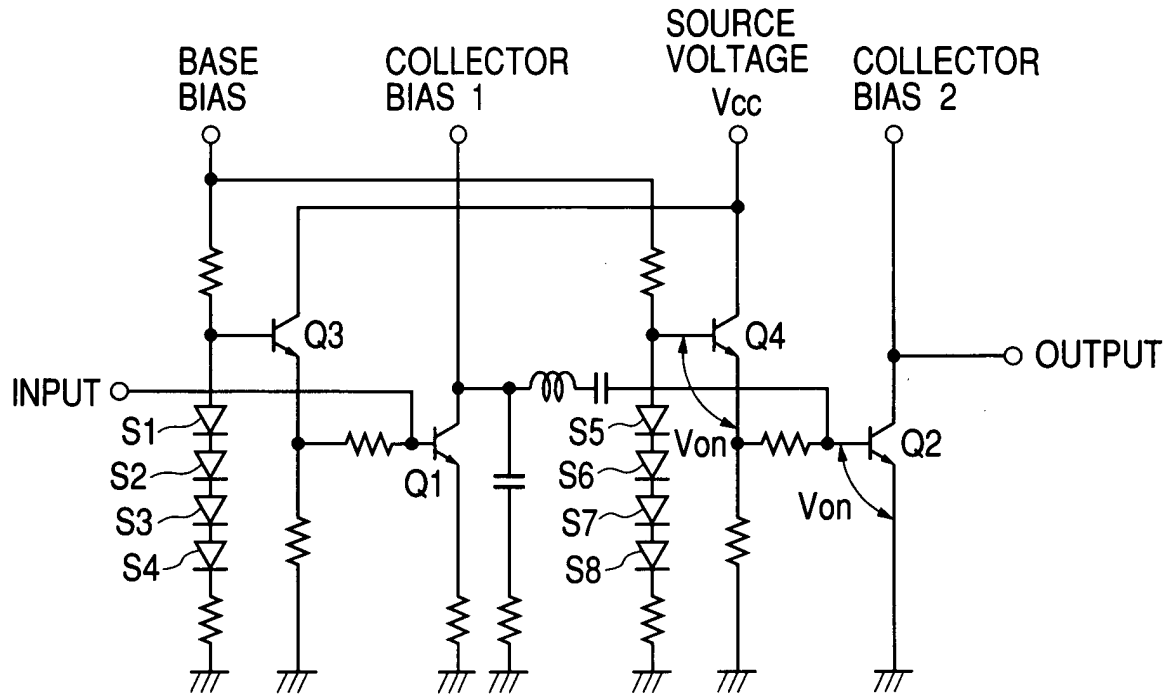 BASE
BIAS
COLLECTOR
BIAS 1
SOURCE
VOLTAGE
Vcc
COLLECTOR
BIAS 2
Q3
Q4
OUTPUT
INPUT
S1
S2
S3
S4
Q1
S5
S6
S7
S8
Von
Q2
Von